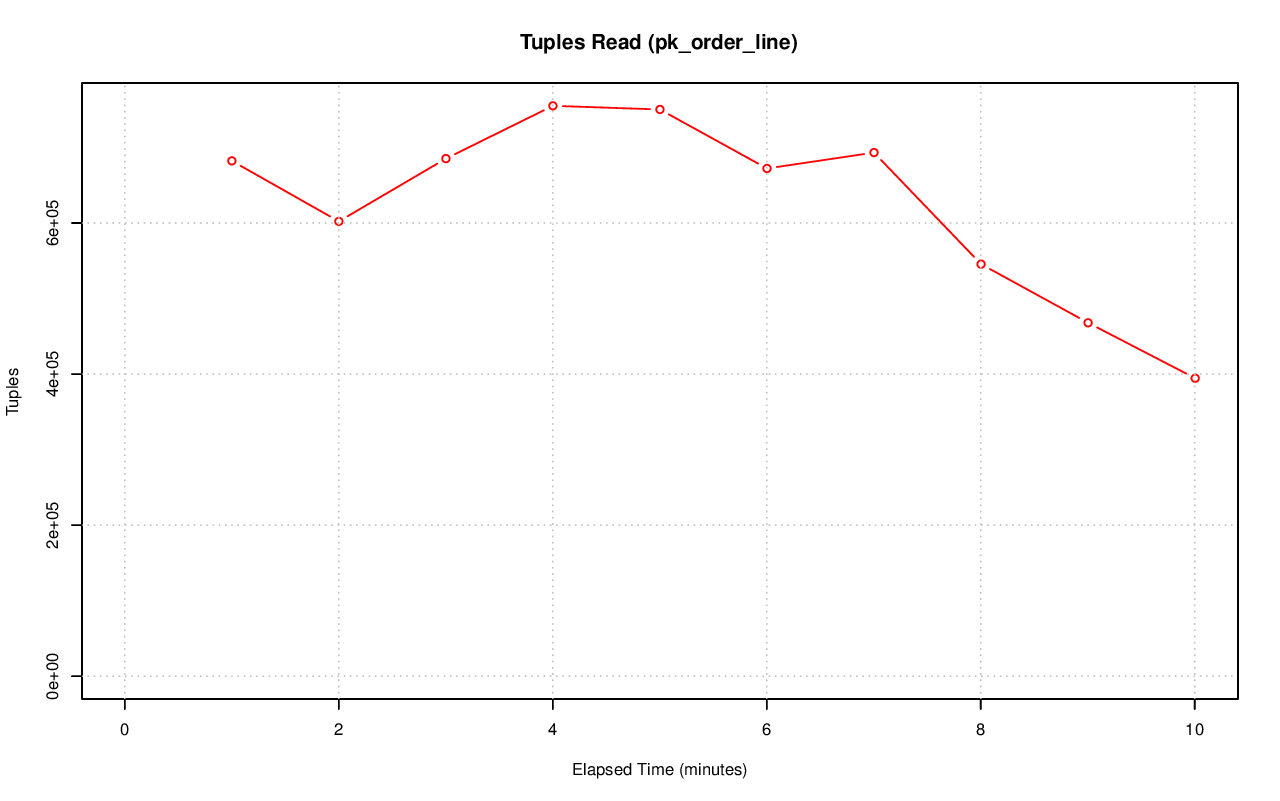 Tuples Read (pk_order_line)
Tuples
6e+05
4e+05
2e+05
0e+00
0 2 4 6 8 10
Elapsed Time (minutes)